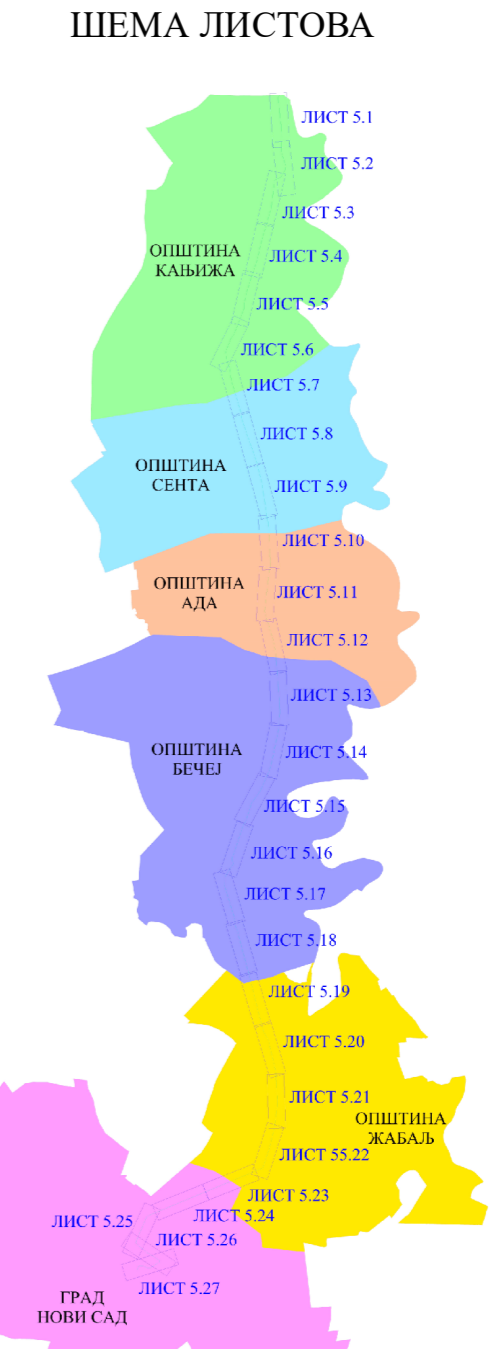 ШЕМА ЛИСТОВА
ЛИСТ 5.1
ЛИСТ 5.2
ЛИСТ 5.3
ОПШТИНА
КАЊИЖА
ЛИСТ 5.4
ЛИСТ 5.5
ЛИСТ 5.6
ЛИСТ 5.7
ЛИСТ 5.8
ОПШТИНА
СЕНТА
ЛИСТ 5.9
ЛИСТ 5.10
ОПШТИНА
АДА
ЛИСТ 5.11
ЛИСТ 5.12
ЛИСТ 5.13
ОПШТИНА
БЕЧЕЈ
ЛИСТ 5.14
ЛИСТ 5.15
ЛИСТ 5.16
ЛИСТ 5.17
ЛИСТ 5.18
ЛИСТ 5.19
ЛИСТ 5.20
ЛИСТ 5.21
ОПШТИНА
ЖАБАЉ
ЛИСТ 55.22
ЛИСТ 5.23
ЛИСТ 5.24
ЛИСТ 5.25
ЛИСТ 5.26
ЛИСТ 5.27
ГРАД
НОВИ САД